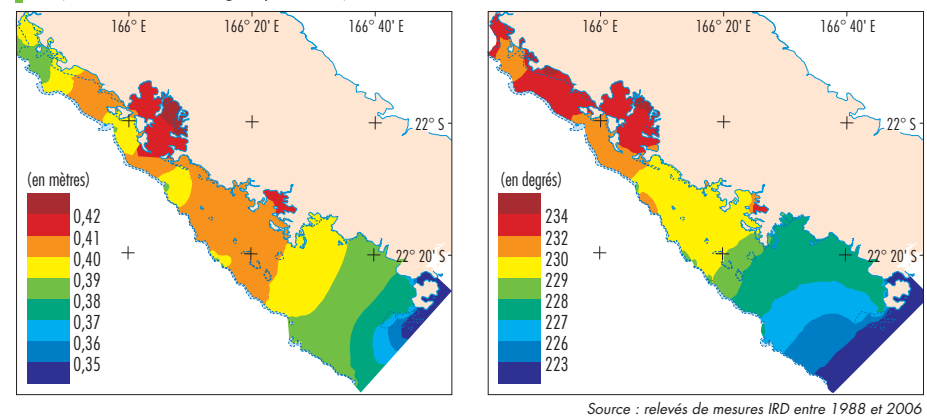 166° E 166° 20' E 166° 40' E
22° S
22° 20' S
(en mètres)
0,42
0,41
0,40
0,39
0,38
0,37
0,36
0,35
166° E 166° 20' E 166° 40' E
22° S
22° 20' S
(en degrés)
234
232
230
229
228
227
226
223
Source : relevés de mesures IRD entre 1988 et 2006